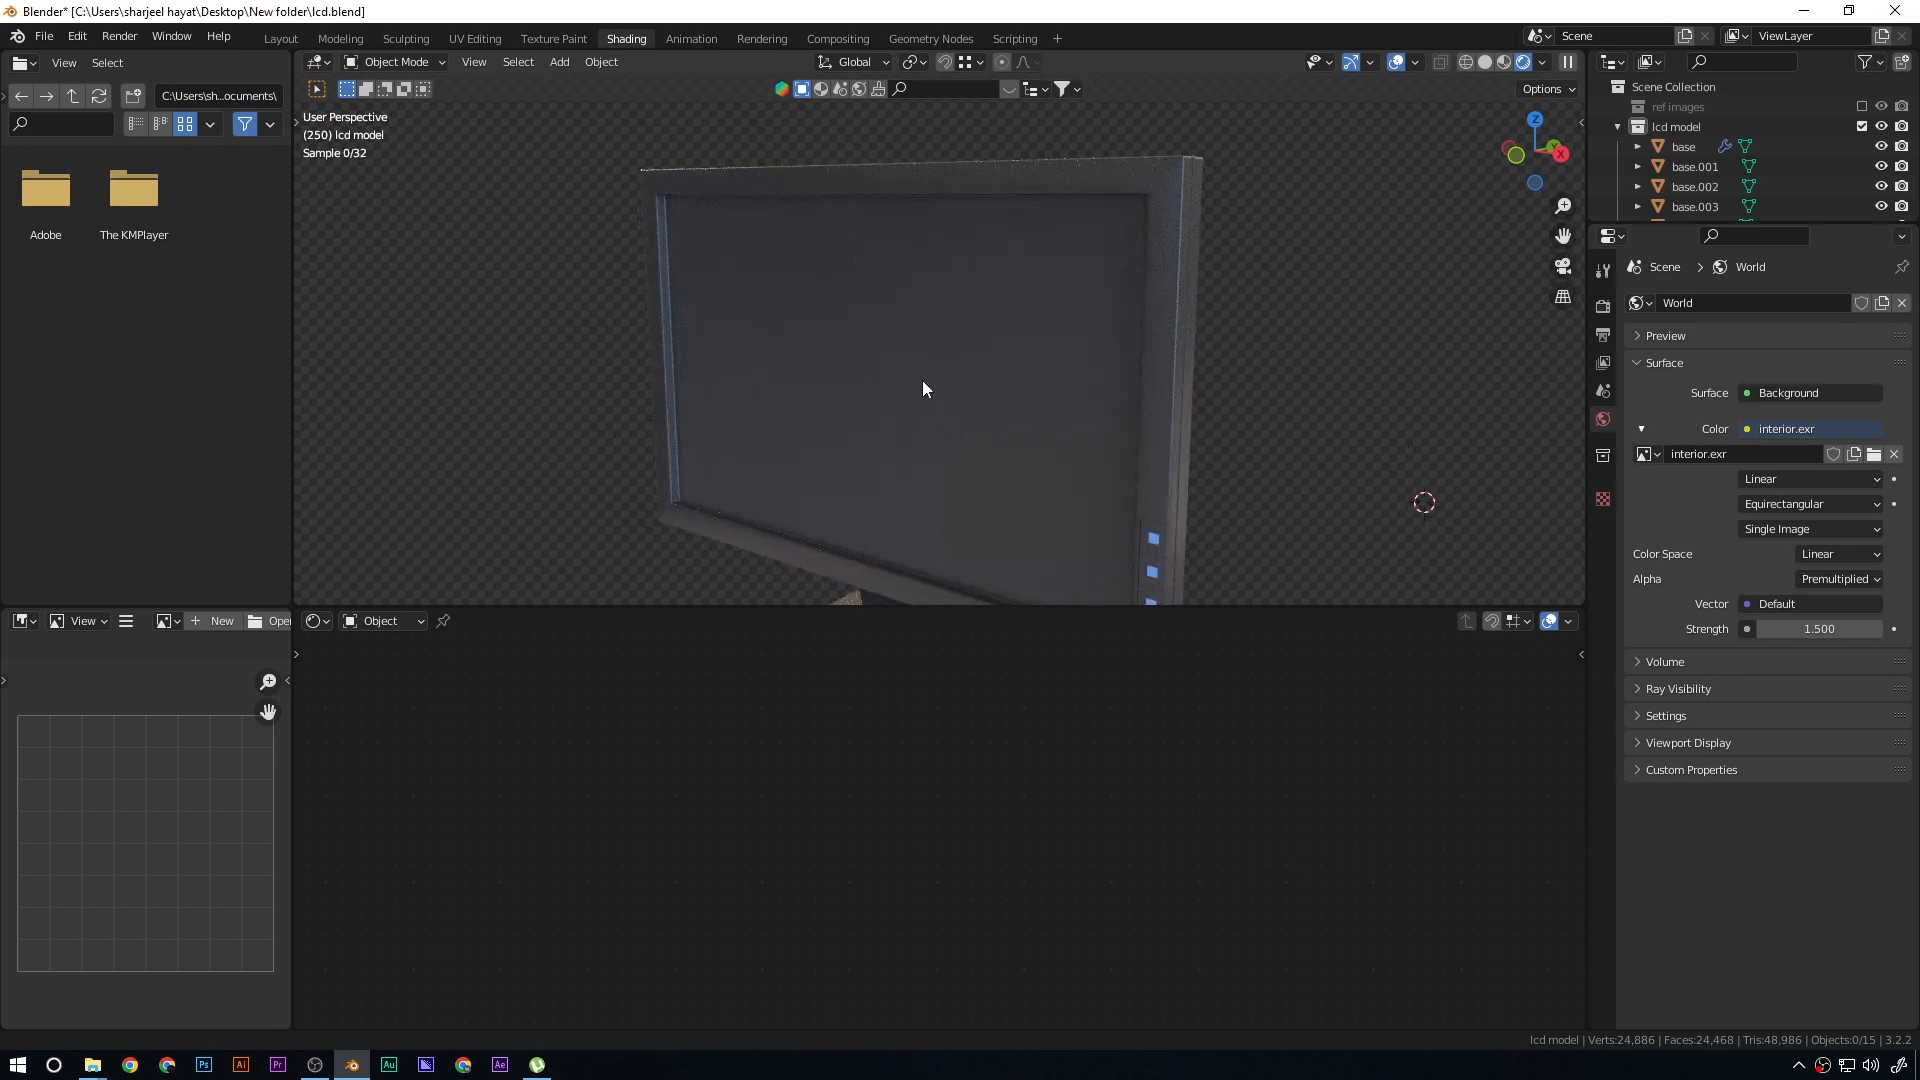 Blender* [C:\Users\sharjeel hayat\Desktop\New folder\lcd.blend]
File Edit Render Window Help
Layout Modeling Sculpting UV Editing Texture Paint Shading Animation Rendering Compositing Geometry Nodes Scripting
Scene
ViewLayer
View Select
Object Mode View Select Add Object
Global
C:\Users\sh...ocuments\
Options
User Perspective
(250) lcd model
Sample 0/32
Z
X
Adobe
The KMPlayer
Scene Collection
ref images
lcd model
base
base.001
base.002
base.003
Scene > World
World
Preview
Surface
Surface Background
Color interior.exr
interior.exr
Linear
Equirectangular
Single Image
Color Space Linear
Alpha Premultiplied
Vector Default
Strength 1.500
Volume
Ray Visibility
Settings
Viewport Display
Custom Properties
View
New
Open
Object
lcd model | Verts:24,886 | Faces:24,468 | Tris:48,986 | Objects:0/15 | 3.2.2
Ps Ai Pr Au Ae